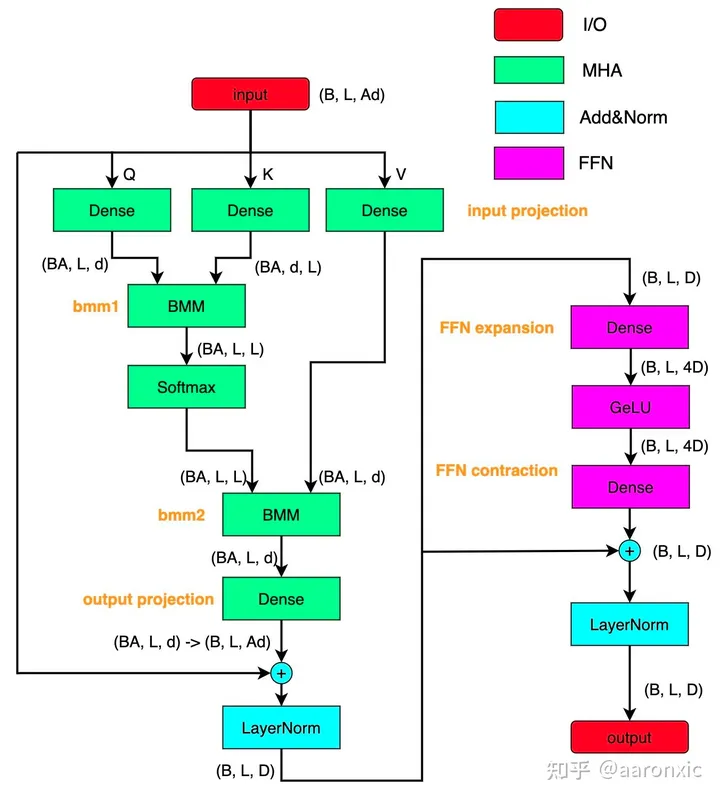 I/O
MHA
Add&Norm
FFN
input
(B, L, Ad)
Q
K
V
Dense
Dense
Dense
input projection
(BA, L, d)
(BA, d, L)
bmm1
BMM
(BA, L, L)
Softmax
(BA, L, L)
(BA, L, d)
bmm2
BMM
(BA, L, d)
output projection
Dense
(BA, L, d) -> (B, L, Ad)
+
LayerNorm
(B, L, D)
(B, L, D)
FFN expansion
Dense
(B, L, 4D)
GeLU
(B, L, 4D)
FFN contraction
Dense
+
(B, L, D)
LayerNorm
(B, L, D)
output
知乎 @aaronxic